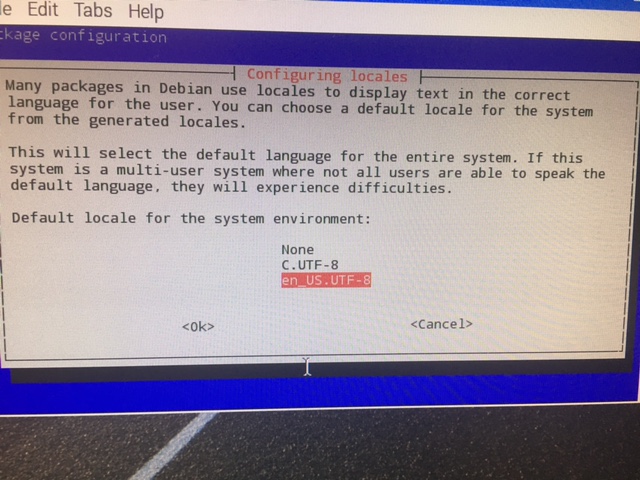 Edit Tabs Help
configuration
Configuring locales
Many packages in Debian use locales to display text in the correct
language for the user. You can choose a default locale for the system
from the generated locales.
This will select the default language for the entire system. If this
system is a multi-user system where not all users are able to speak the
default language, they will experience difficulties.
Default locale for the system environment:
None
C.UTF-8
en_US.UTF-8
<Ok> <Cancel>